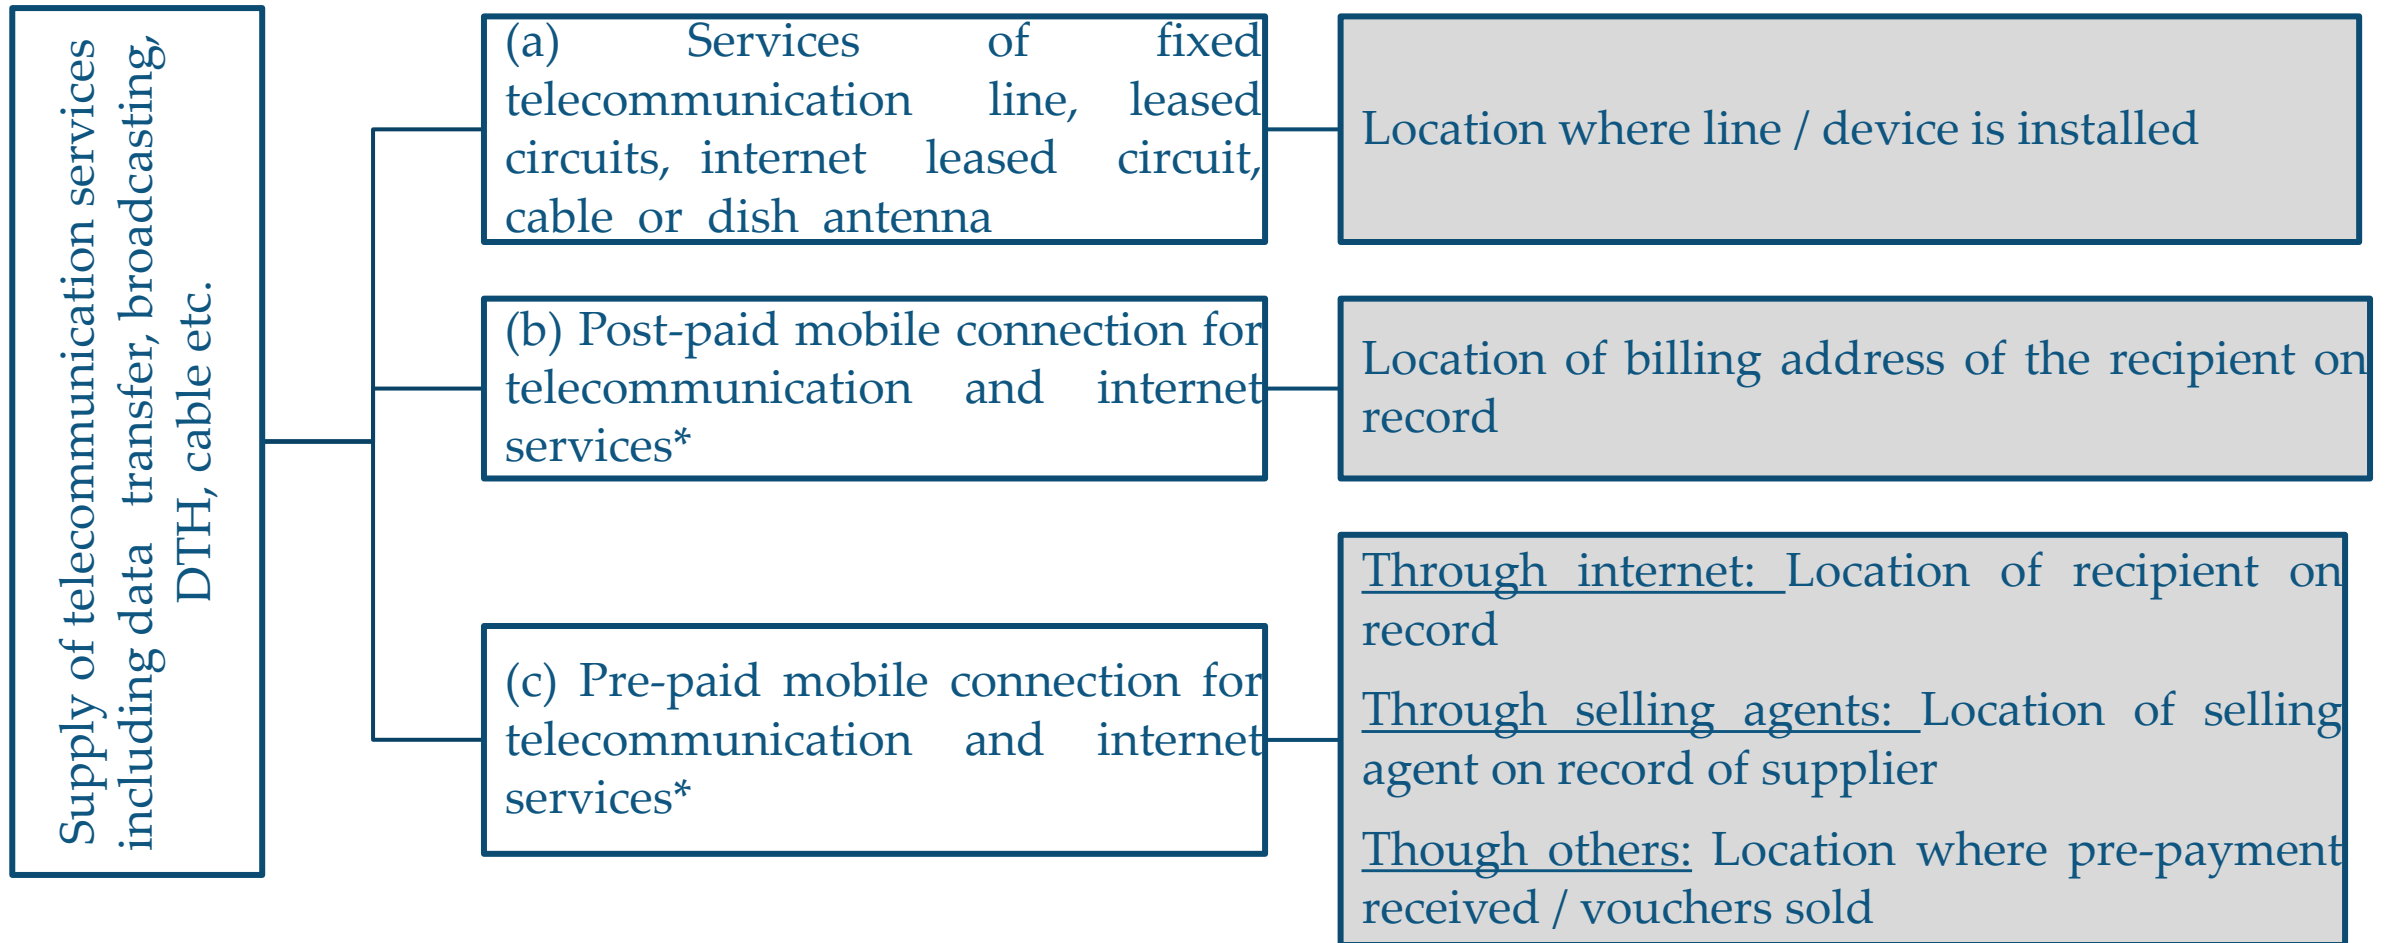 Supply of telecommunication services
including data transfer, broadcasting,
DTH, cable etc.
(a) Services of fixed
telecommunication line, leased
circuits, internet leased circuit,
cable or dish antenna
Location where line / device is installed
(b) Post-paid mobile connection for
telecommunication and internet
services*
Location of billing address of the recipient on
record
(c) Pre-paid mobile connection for
telecommunication and internet
services*
Through internet: Location of recipient on
record
Through selling agents: Location of selling
agent on record of supplier
Though others: Location where pre-payment
received / vouchers sold